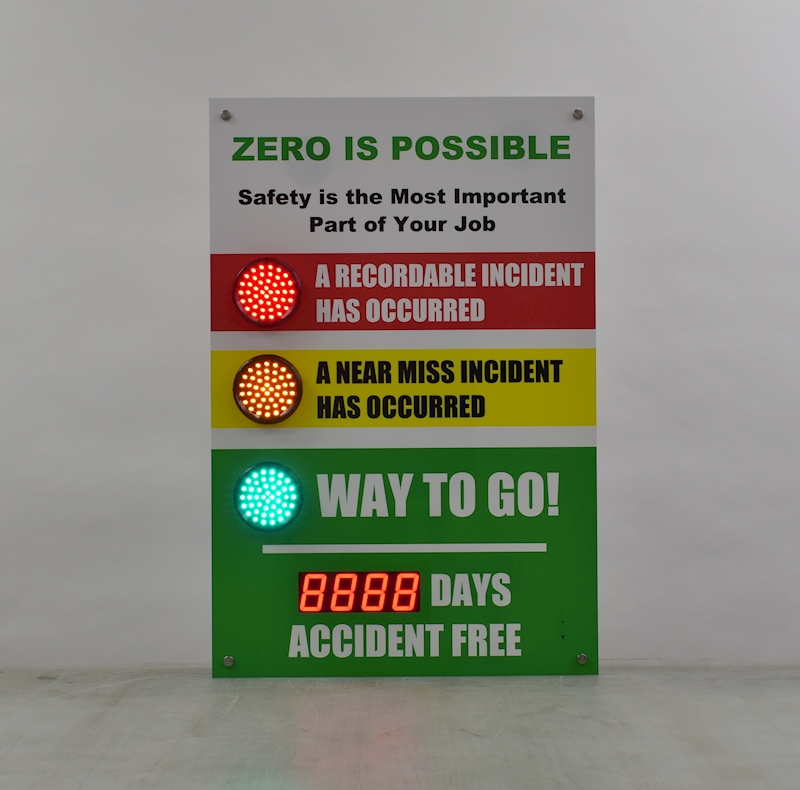 ZERO IS POSSIBLE
Safety is the Most Important
Part of Your Job
A RECORDABLE INCIDENT
HAS OCCURRED
A NEAR MISS INCIDENT
HAS OCCURRED
WAY TO GO!
8888 DAYS
ACCIDENT FREE